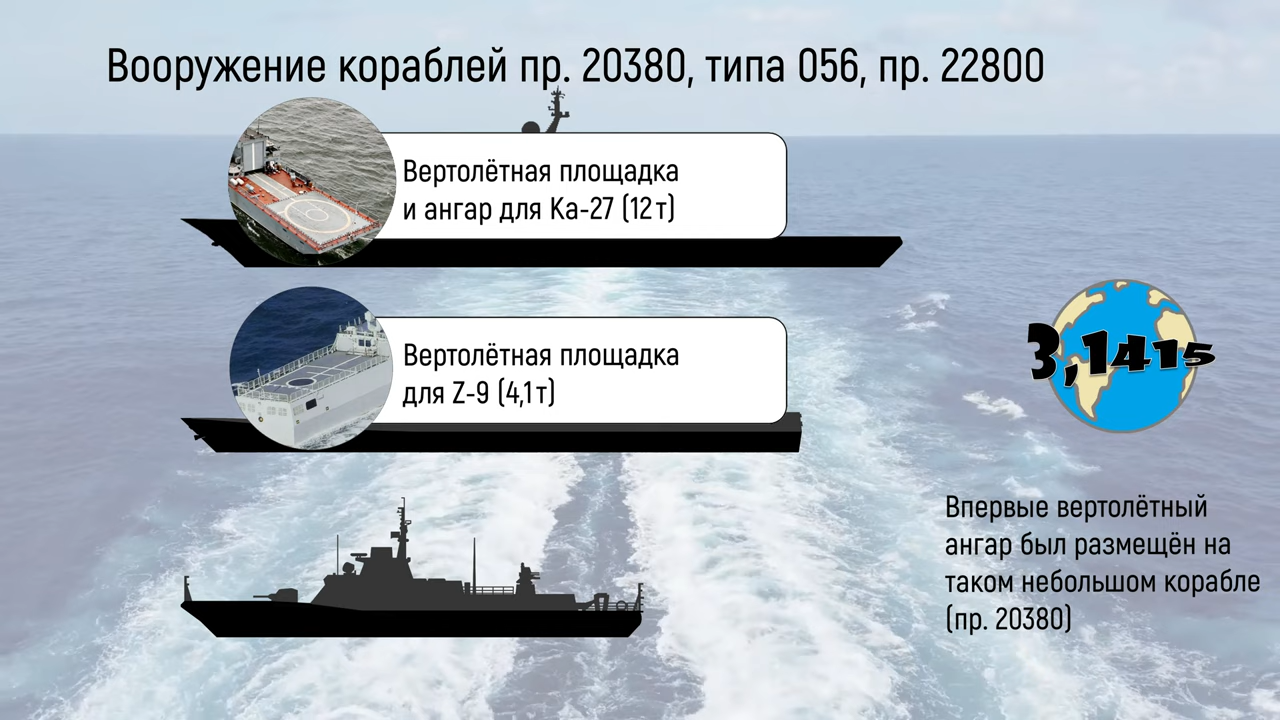 Вооружение кораблей пр. 20380, типа 056, пр. 22800
Вертолётная площадка
и ангар для Ка-27 (12 т)
Вертолётная площадка
для Z-9 (4,1 т)
3,1415
Впервые вертолётный
ангар был размещён на
таком небольшом корабле
(пр. 20380)